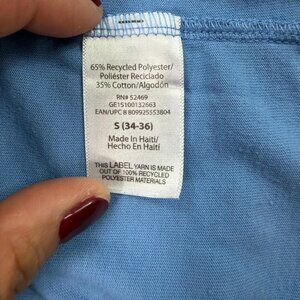 65% Recycled Polyester/
Poliéster Reciclado
35% Cotton/Algodón
RN# 52469
GE15100132663
EAN/UPC 8 809925553804
S (34-36)
Made In Haiti/
Hecho En Haití
THIS LABEL YARN IS MADE
OUT OF 100% RECYCLED
POLYESTER MATERIALS